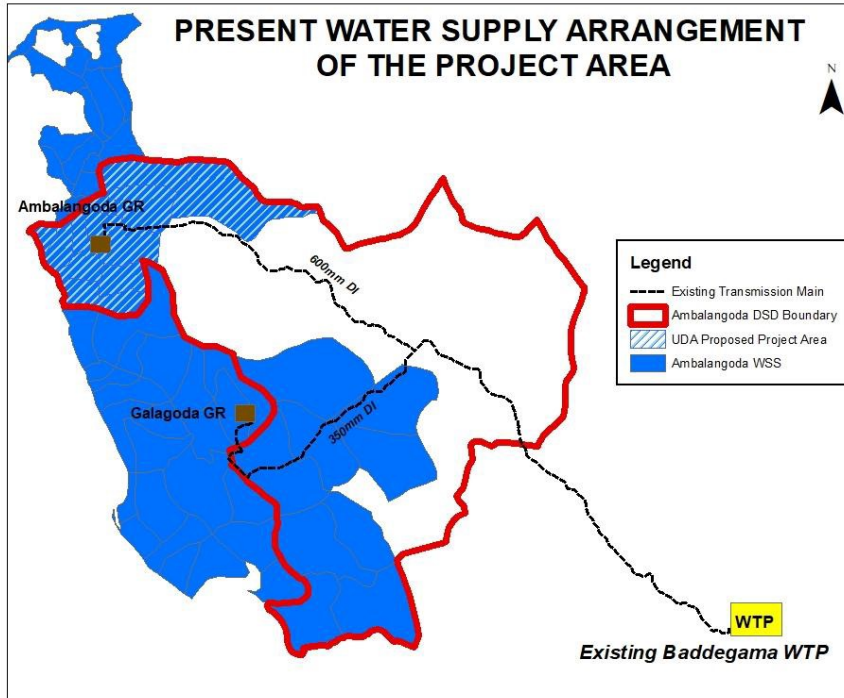 PRESENT WATER SUPPLY ARRANGEMENT
OF THE PROJECT AREA
N
Ambalangoda GR
600mm DI
Legend
Existing Transmission Main
Ambalangoda DSD Boundary
UDA Proposed Project Area
Ambalangoda WSS
Galagoda GR
350mm DI
WTP
Existing Baddegama WTP